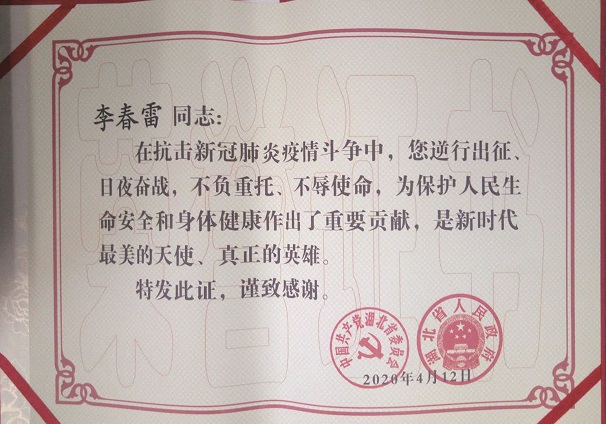 李春雷 同志：
在抗击新冠肺炎疫情斗争中，您逆行出征、
日夜奋战，不负重托、不辱使命，为保护人民生
命安全和身体健康作出了重要贡献，是新时代
最美的天使、真正的英雄。
特发此证，谨致感谢。
中国共产党湖北省委员会
湖北省人民政府
2020年4月12日
荣誉证书